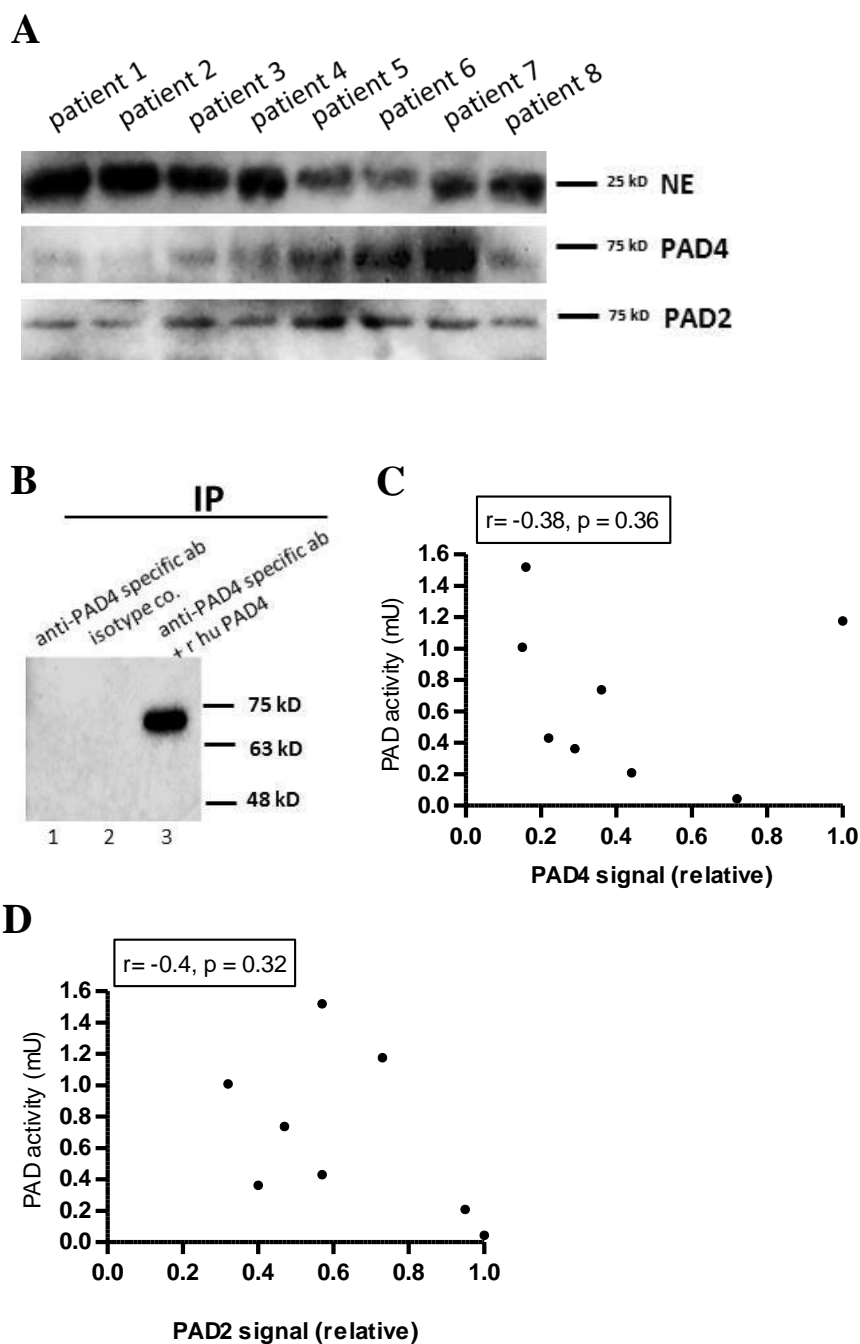 A
patient 1 patient 2 patient 3 patient 4 patient 5 patient 6 patient 7 patient 8
25 kD NE
75 kD PAD4
75 kD PAD2
B
IP
anti-PAD4 specific ab
isotype co.
anti-PAD4 specific ab
+ r hu PAD4
75 kD
63 kD
48 kD
1 2 3
C
r= -0.38, p = 0.36
PAD activity (mU)
1.6
1.4
1.2
1.0
0.8
0.6
0.4
0.2
0.0
0.0 0.2 0.4 0.6 0.8 1.0
PAD4 signal (relative)
D
r= -0.4, p = 0.32
PAD activity (mU)
1.6
1.4
1.2
1.0
0.8
0.6
0.4
0.2
0.0
0.0 0.2 0.4 0.6 0.8 1.0
PAD2 signal (relative)